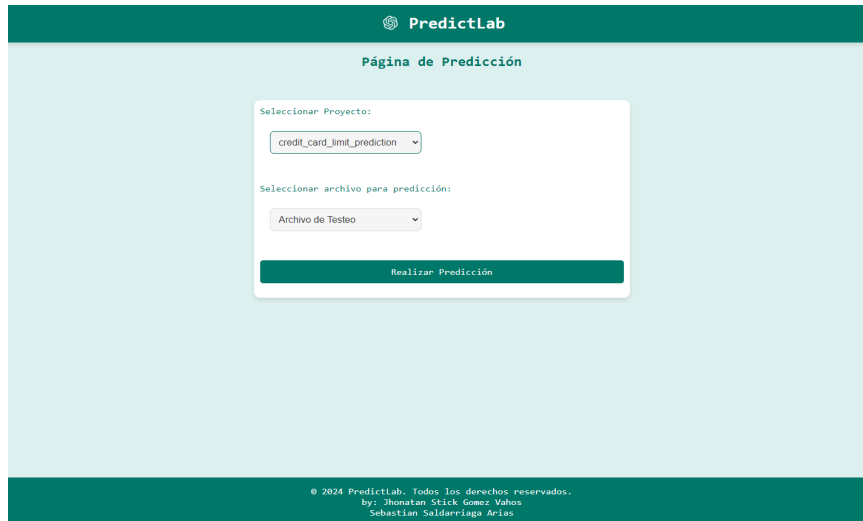 PredictLab
Página de Predicción
Seleccionar Proyecto:
credit_card_limit_prediction
Seleccionar archivo para predicción:
Archivo de Testeo
Realizar Predicción
© 2024 PredictLab. Todos los derechos reservados.
by: Jhonatan Stick Gomez Vahos
Sebastian Saldarriaga Arias